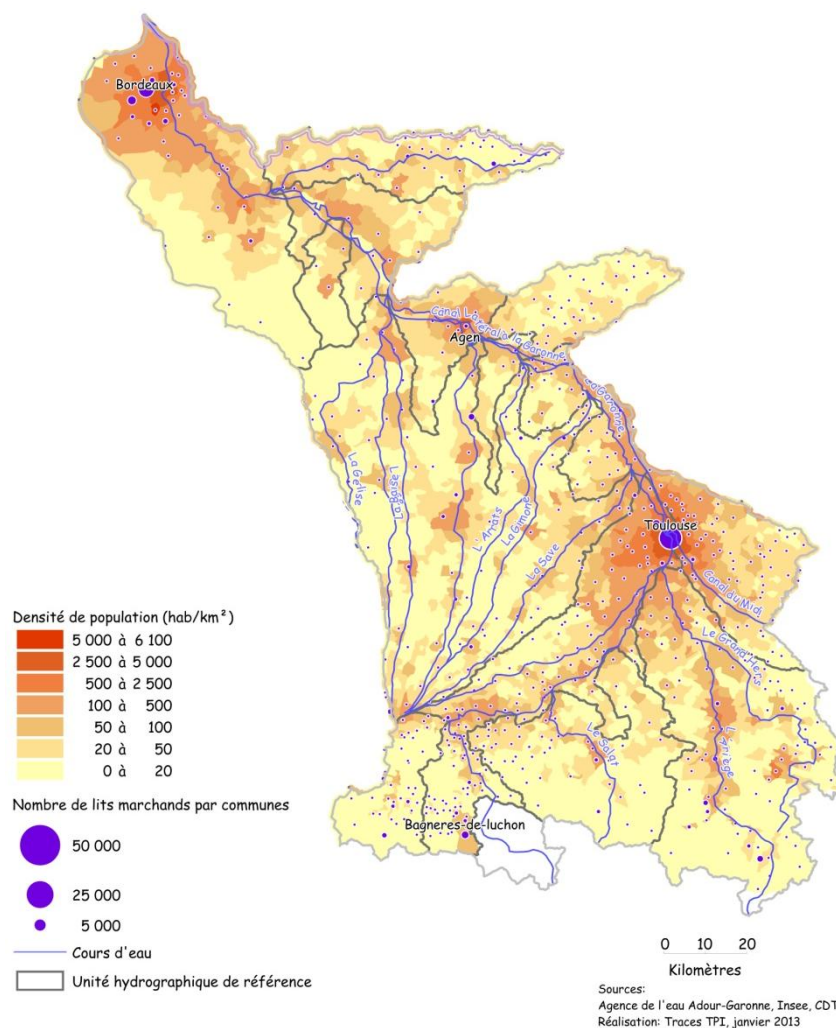 Bordeaux
Canal Latéral à la Garonne
Agen
La Garonne
La Gélise
La Baïse
L'Arrats
La Gimone
La Save
Toulouse
Canal du Midi
Le Grand Hers
L'Ariège
Le Salat
Bagneres-de-luchon
Densité de population (hab/km²)
5 000 à 6 100
2 500 à 5 000
500 à 2 500
100 à 500
50 à 100
20 à 50
0 à 20
Nombre de lits marchands par communes
50 000
25 000
5 000
Cours d'eau
Unité hydrographique de référence
0 10 20
Kilomètres
Sources:
Agence de l'eau Adour-Garonne, Insee, CDT
Réalisation: Traces TPI, janvier 2013